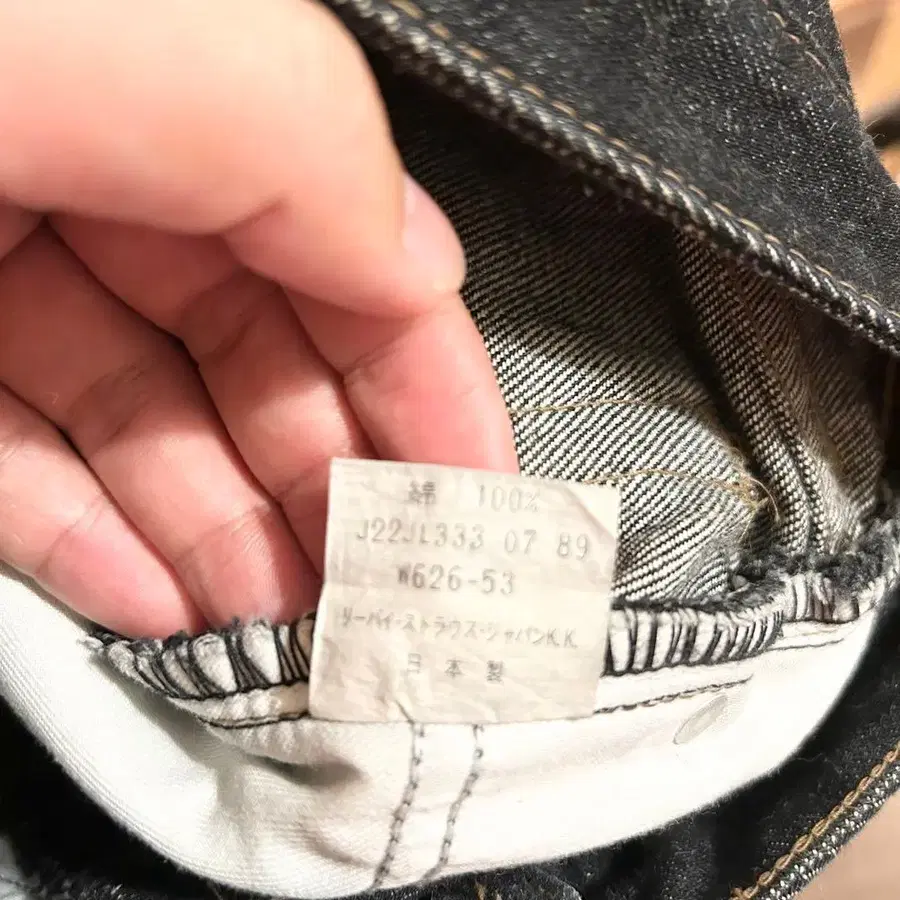 綿 100%
J22JL333 07 89
W626-53
リーバイ・ストラウス・ジャパンK.K.
日本製